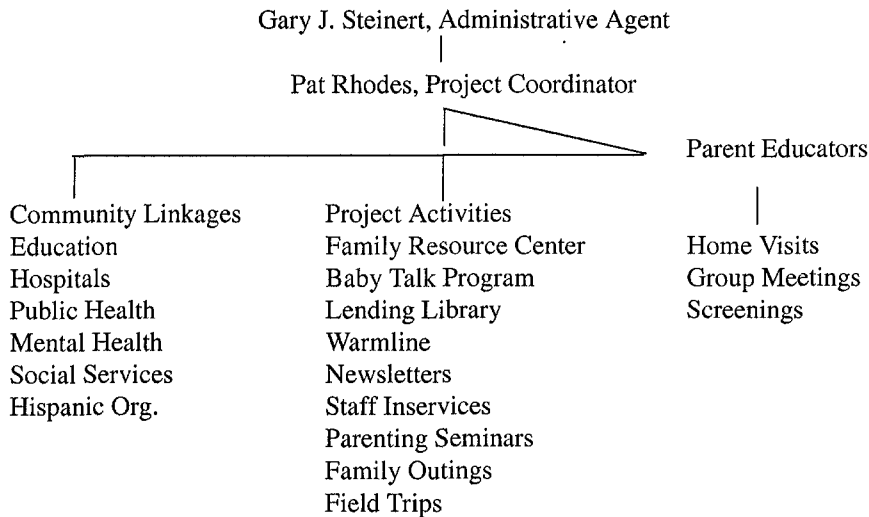 Gary J. Steinert, Administrative Agent
Pat Rhodes, Project Coordinator
Parent Educators
Community Linkages
Education
Hospitals
Public Health
Mental Health
Social Services
Hispanic Org.
Project Activities
Family Resource Center
Baby Talk Program
Lending Library
Warmline
Newsletters
Staff Inservices
Parenting Seminars
Family Outings
Field Trips
Home Visits
Group Meetings
Screenings